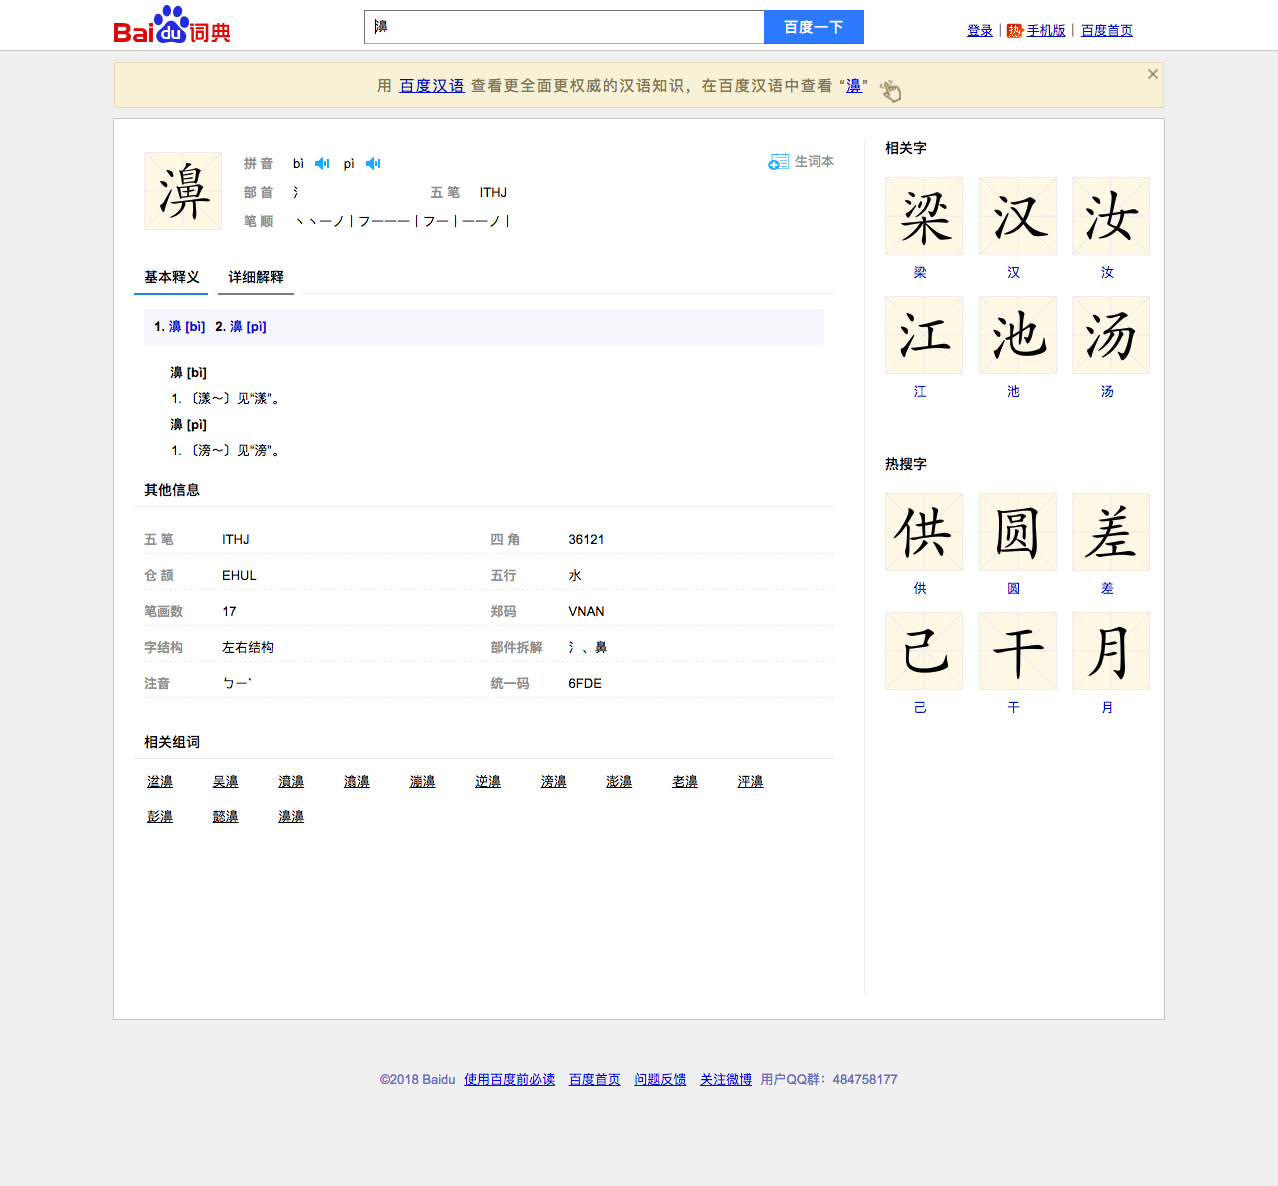 Baidu词典
濞
百度一下
登录 | 热 手机版 | 百度首页
用 百度汉语 查看更全面更权威的汉语知识，在百度汉语中查看 “濞”
濞
拼 音 bì pì
生词本
部 首 氵 五 笔 ITHJ
笔 顺 丶丶一ノ丨フ一一一丨フ一丨一一ノ丨
基本释义 详细解释
1. 濞 [bì] 2. 濞 [pì]
濞 [bì]
1. 〔漾～〕见“漾”。
濞 [pì]
1. 〔滂～〕见“滂”。
其他信息
五 笔 ITHJ 四 角 36121
仓 颉 EHUL 五行 水
笔画数 17 郑码 VNAN
字结构 左右结构 部件拆解 氵、鼻
注音 ㄅㄧˋ 统一码 6FDE
相关组词
湓濞 吴濞 濆濞 滃濞 漰濞 逆濞 滂濞 澎濞 老濞 泙濞
彭濞 懿濞 濞濞
相关字
梁 汉 汝
梁 汉 汝
江 池 汤
江 池 汤
热搜字
供 圆 差
供 圆 差
己 干 月
己 干 月
©2018 Baidu 使用百度前必读 百度首页 问题反馈 关注微博 用户QQ群：484758177